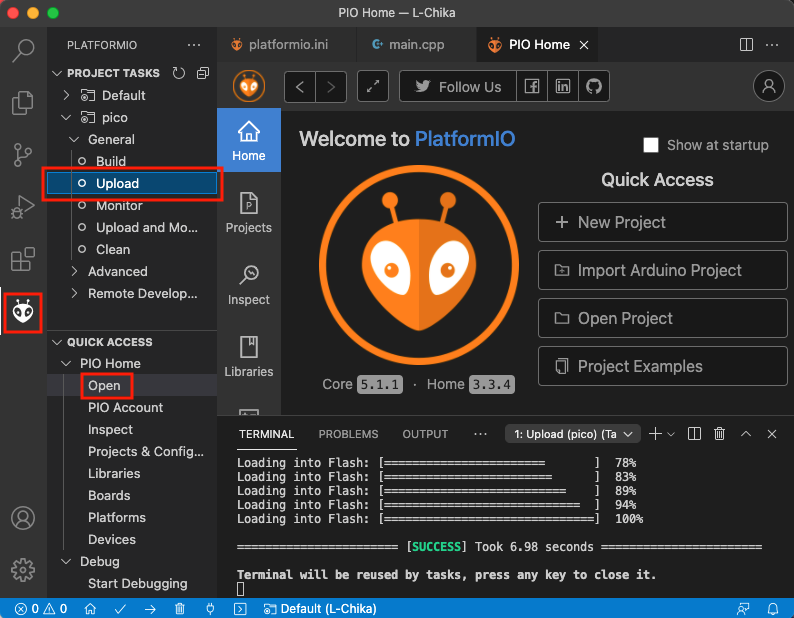 PIO Home — L-Chika
PLATFORMIO
PROJECT TASKS
Default
pico
General
Build
Upload
Monitor
Upload and Mo...
Clean
Advanced
Remote Develop...
QUICK ACCESS
PIO Home
Open
PIO Account
Inspect
Projects & Config...
Libraries
Boards
Platforms
Devices
Debug
Start Debugging
platformio.ini
main.cpp
PIO Home
Follow Us
Home
Projects
Inspect
Libraries
Welcome to PlatformIO
Show at startup
Quick Access
New Project
Import Arduino Project
Open Project
Project Examples
Core 5.1.1 · Home 3.3.4
TERMINAL PROBLEMS OUTPUT ··· 1: Upload (pico) (Ta
Loading into Flash: [=======================       ]  78%
Loading into Flash: [========================      ]  83%
Loading into Flash: [==========================    ]  89%
Loading into Flash: [============================  ]  94%
Loading into Flash: [==============================]  100%
======================= [SUCCESS] Took 6.98 seconds =======================
Terminal will be reused by tasks, press any key to close it.
0 0 Default (L-Chika)